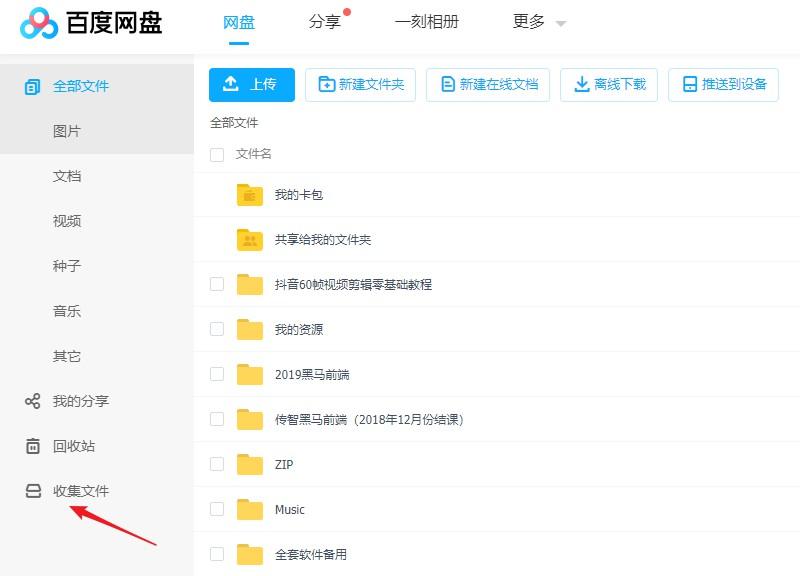 百度网盘
网盘 分享 一刻相册 更多
全部文件
图片
文档
视频
种子
音乐
其它
我的分享
回收站
收集文件
上传 新建文件夹 新建在线文档 离线下载 推送到设备
全部文件
文件名
我的卡包
共享给我的文件夹
抖音60帧视频剪辑零基础教程
我的资源
2019黑马前端
传智黑马前端（2018年12月份结课）
ZIP
Music
全套软件备用